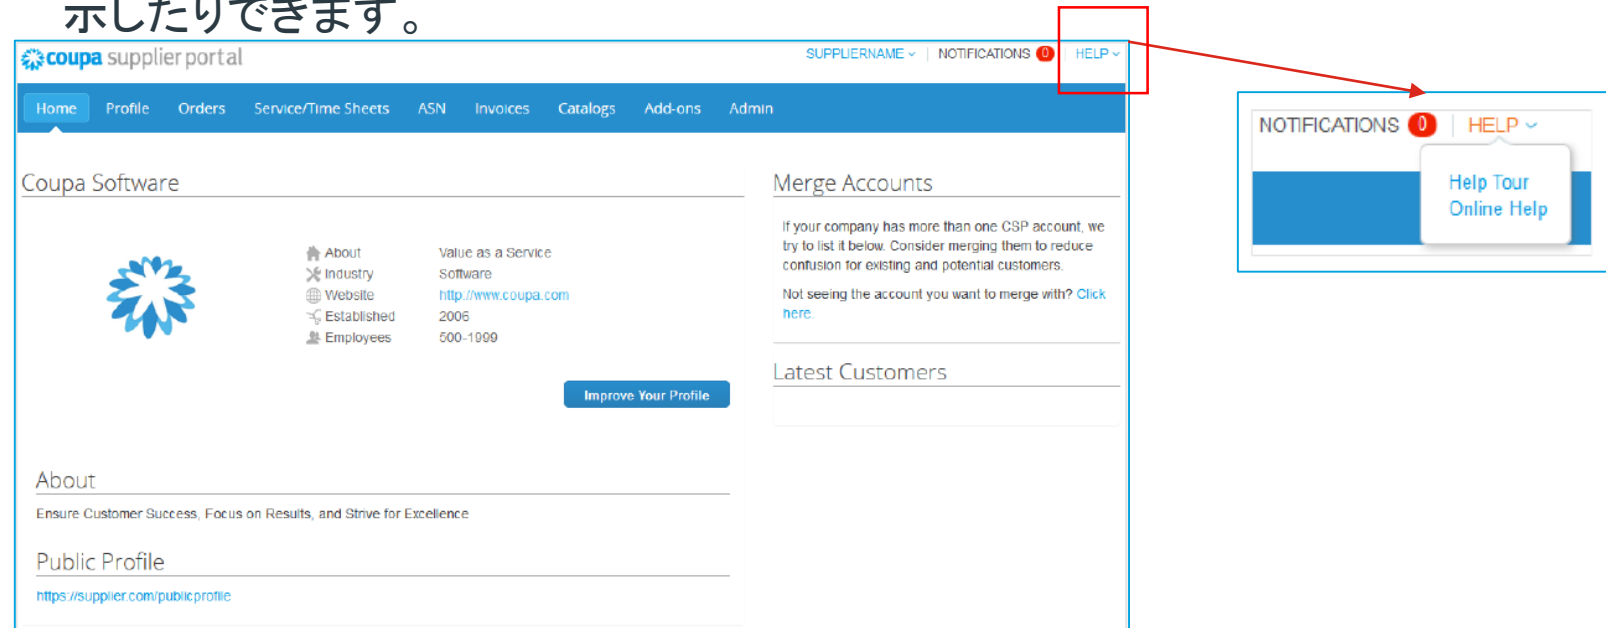 示したりできます。
coupa supplier portal
SUPPLIERNAME | NOTIFICATIONS 0 | HELP
Home Profile Orders Service/Time Sheets ASN Invoices Catalogs Add-ons Admin
Coupa Software
About Value as a Service
Industry Software
Website http://www.coupa.com
Established 2006
Employees 500-1999
Improve Your Profile
About
Ensure Customer Success, Focus on Results, and Strive for Excellence
Public Profile
https://supplier.com/publicprofile
Merge Accounts
If your company has more than one CSP account, we
try to list it below. Consider merging them to reduce
confusion for existing and potential customers.
Not seeing the account you want to merge with? Click
here.
Latest Customers
NOTIFICATIONS 0 | HELP
Help Tour
Online Help